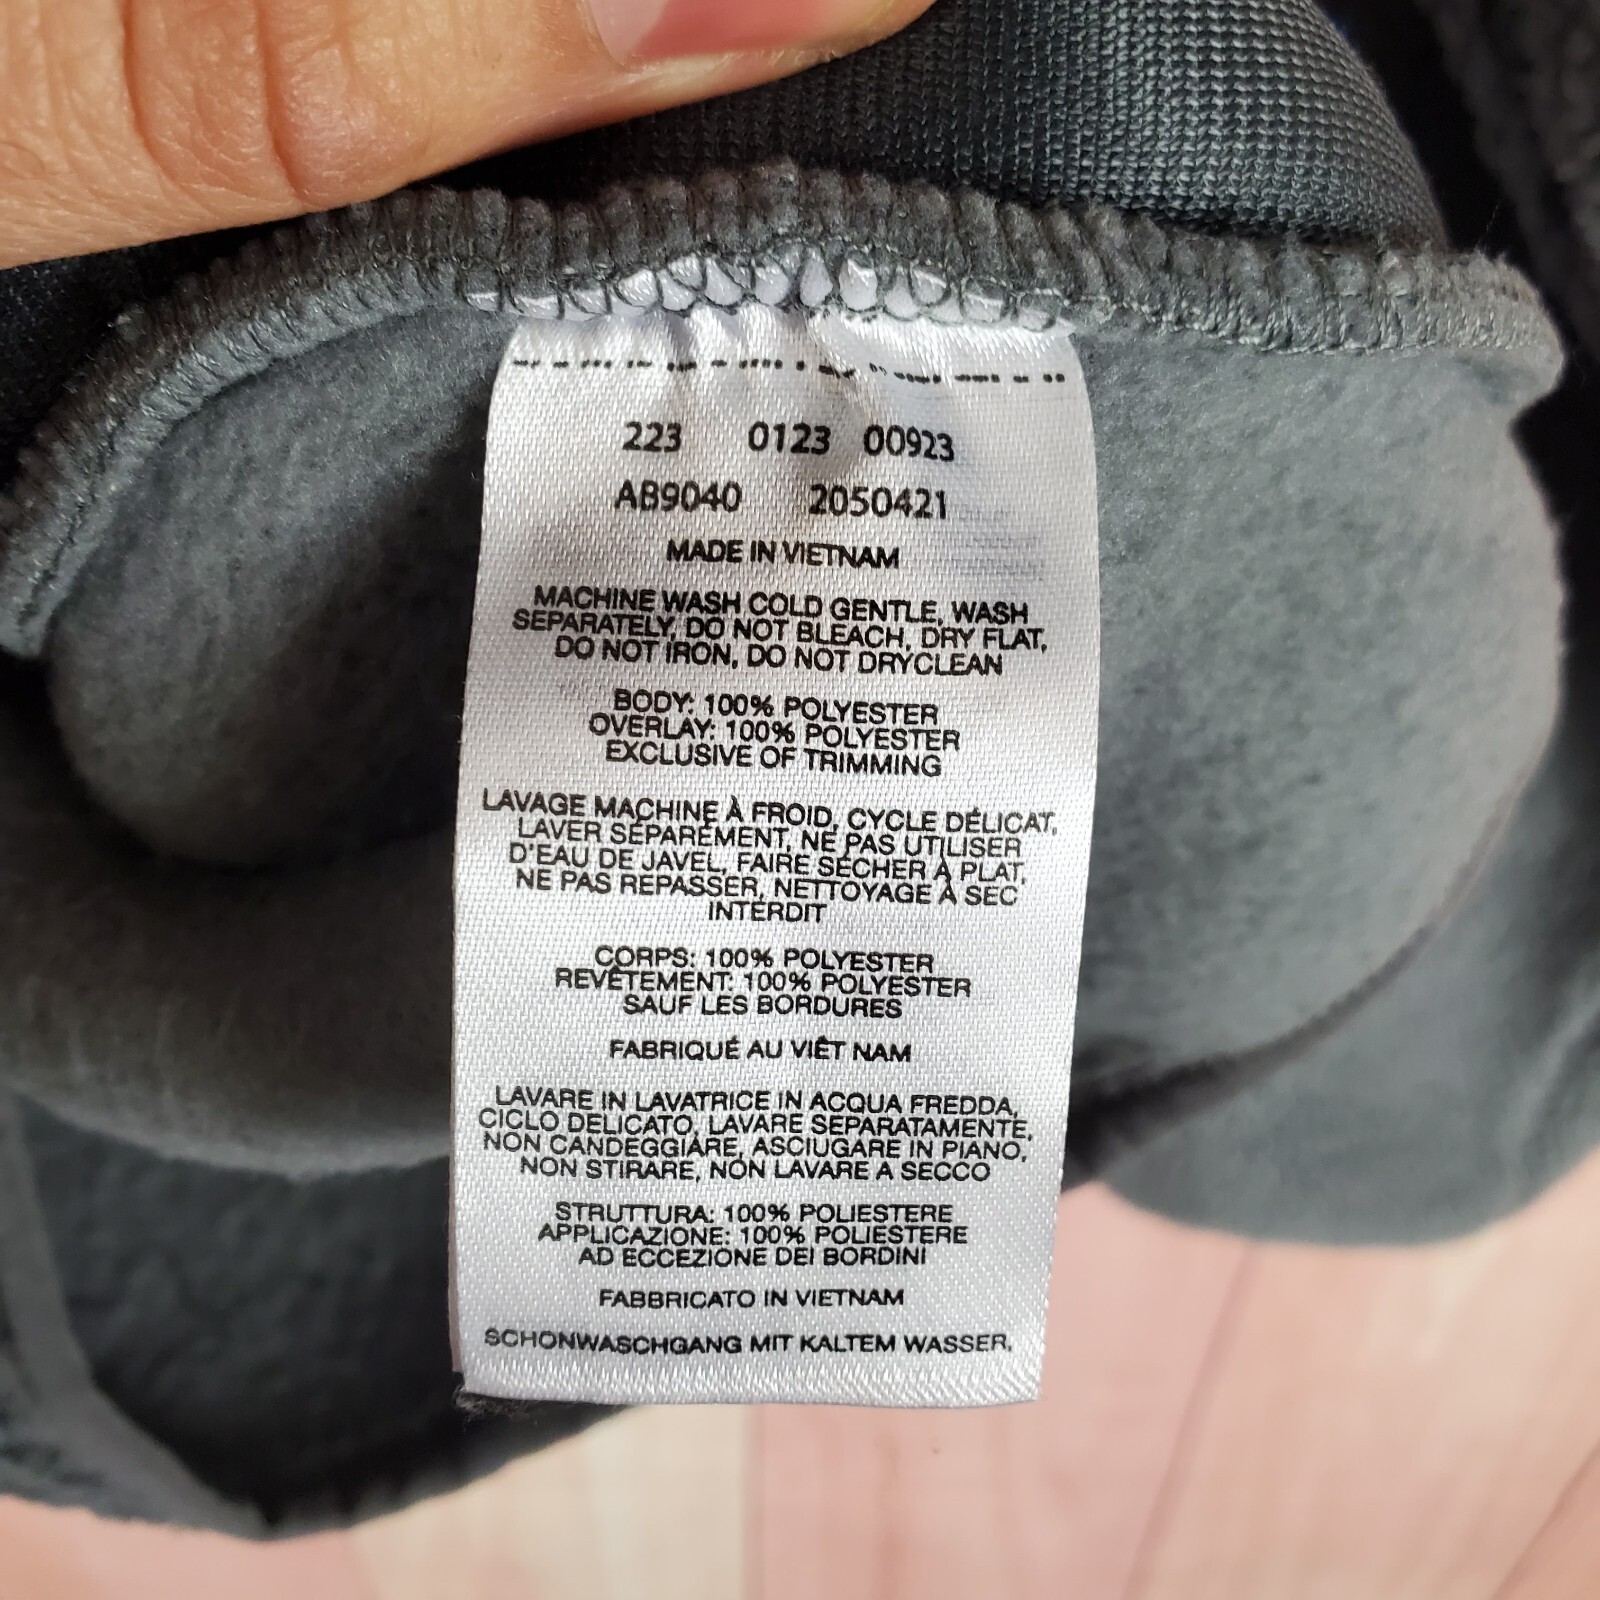 223 0123 00923
AB9040 2050421
MADE IN VIETNAM
MACHINE WASH COLD GENTLE, WASH
SEPARATELY, DO NOT BLEACH, DRY FLAT,
DO NOT IRON, DO NOT DRYCLEAN
BODY: 100% POLYESTER
OVERLAY: 100% POLYESTER
EXCLUSIVE OF TRIMMING
LAVAGE MACHINE À FROID, CYCLE DÉLICAT,
LAVER SÉPARÉMENT, NE PAS UTILISER
D'EAU DE JAVEL, FAIRE SÉCHER À PLAT,
NE PAS REPASSER, NETTOYAGE À SEC
INTERDIT
CORPS: 100% POLYESTER
REVÊTEMENT: 100% POLYESTER
SAUF LES BORDURES
FABRIQUÉ AU VIÊT NAM
LAVARE IN LAVATRICE IN ACQUA FREDDA,
CICLO DELICATO, LAVARE SEPARATAMENTE,
NON CANDEGGIARE, ASCIUGARE IN PIANO,
NON STIRARE, NON LAVARE A SECCO
STRUTTURA: 100% POLIESTERE
APPLICAZIONE: 100% POLIESTERE
AD ECCEZIONE DEI BORDINI
FABBRICATO IN VIETNAM
SCHONWASCHGANG MIT KALTEM WASSER,